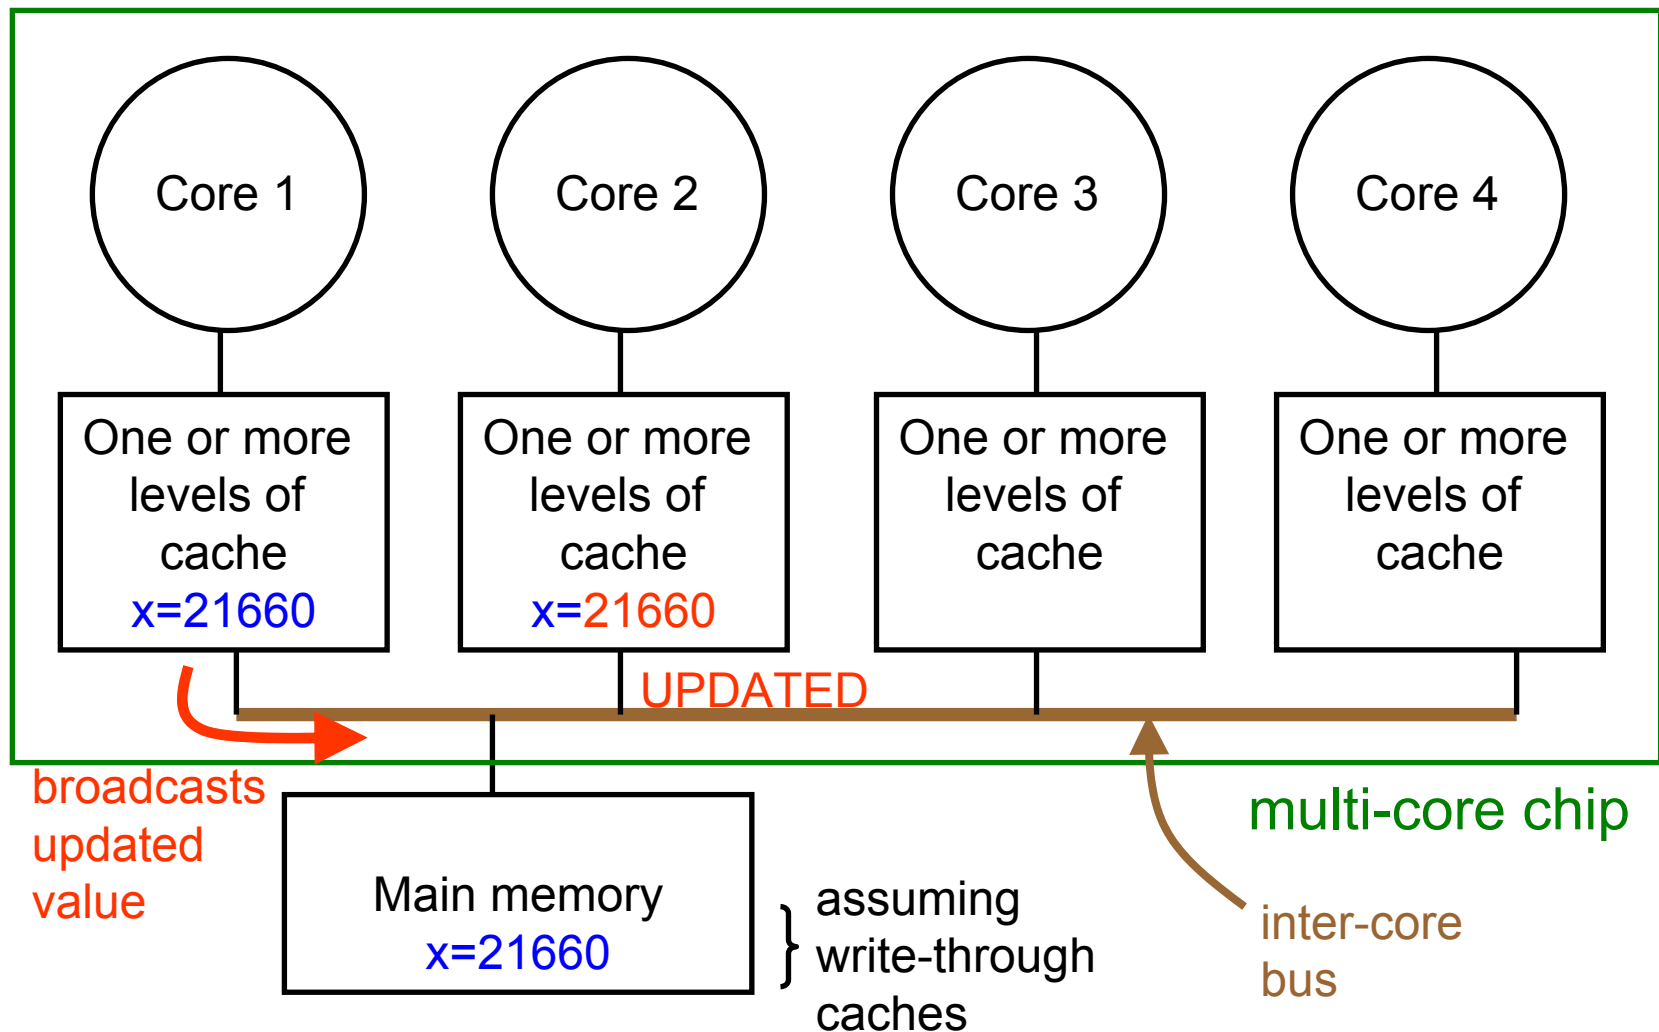 Core 1
Core 2
Core 3
Core 4
One or more
levels of
cache
x=21660
One or more
levels of
cache
x=21660
One or more
levels of
cache
One or more
levels of
cache
UPDATED
broadcasts
updated
value
multi-core chip
Main memory
x=21660
assuming
write-through
caches
inter-core
bus